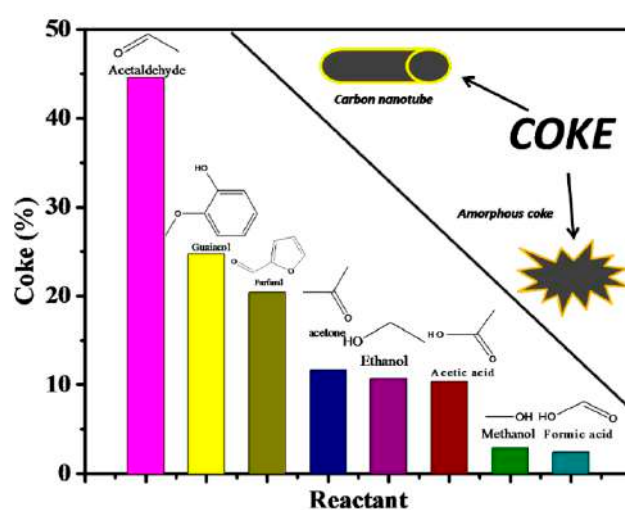 50
40
30
20
10
0
Coke (%)
Reactant
O
Acetaldehyde
HO
O
Guaiacol
O
O
Furfural
O
acetone
HO
Ethanol
HO
O
Acetic acid
OH
Methanol
HO
O
Formic acid
Carbon nanotube
COKE
Amorphous coke